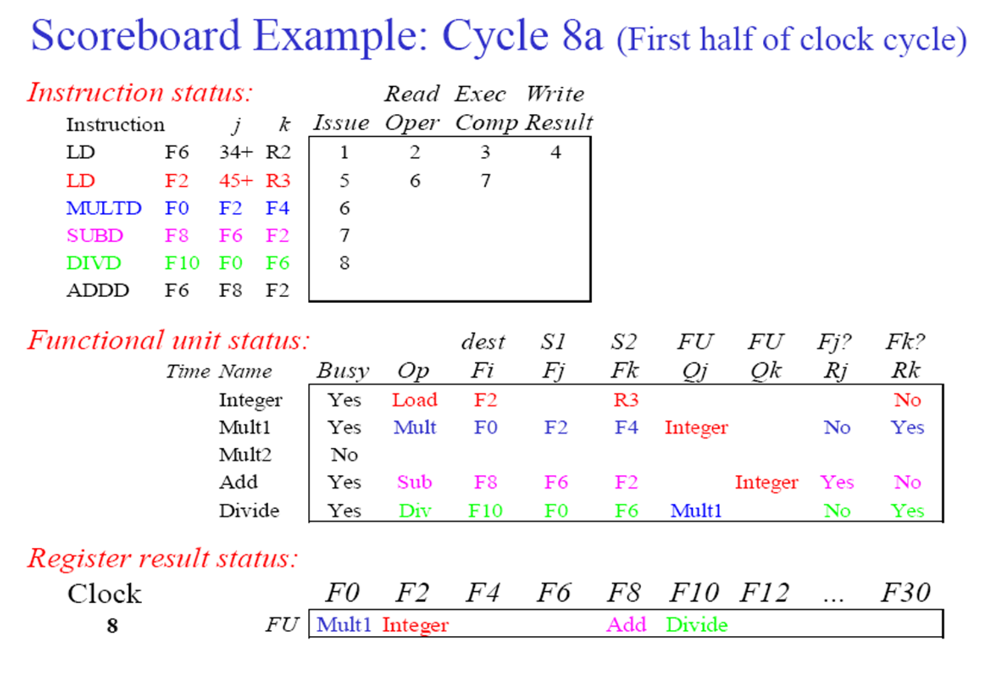 Scoreboard Example: Cycle 8a (First half of clock cycle)
Instruction status: Read Exec Write
Instruction j k Issue Oper Comp Result
LD F6 34+ R2 1 2 3 4
LD F2 45+ R3 5 6 7
MULTD F0 F2 F4 6
SUBD F8 F6 F2 7
DIVD F10 F0 F6 8
ADDD F6 F8 F2
Functional unit status: dest S1 S2 FU FU Fj? Fk?
Time Name Busy Op Fi Fj Fk Qj Qk Rj Rk
Integer Yes Load F2 R3 No
Mult1 Yes Mult F0 F2 F4 Integer No Yes
Mult2 No
Add Yes Sub F8 F6 F2 Integer Yes No
Divide Yes Div F10 F0 F6 Mult1 No Yes
Register result status:
Clock F0 F2 F4 F6 F8 F10 F12 ... F30
8 FU Mult1 Integer Add Divide